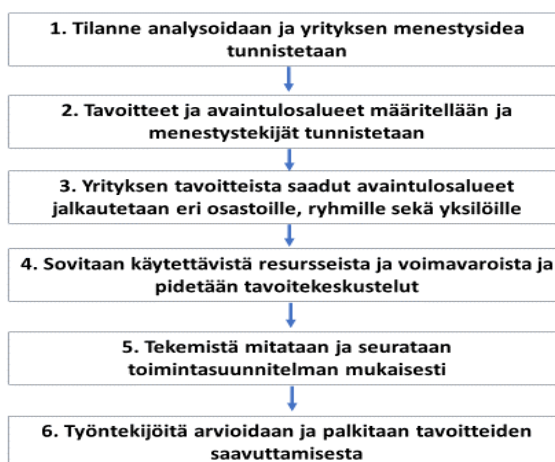 1. Tilanne analysoidaan ja yrityksen menestysidea
tunnistetaan
2. Tavoitteet ja avaintulosalueet määritellään ja
menestystekijät tunnistetaan
3. Yrityksen tavoitteista saadut avaintulosalueet
jalkautetaan eri osastoille, ryhmille sekä yksilöille
4. Sovitaan käytettävistä resursseista ja voimavaroista ja
pidetään tavoitekeskustelut
5. Tekemistä mitataan ja seurataan
toimintasuunnitelman mukaisesti
6. Työntekijöitä arvioidaan ja palkitaan tavoitteiden
saavuttamisesta